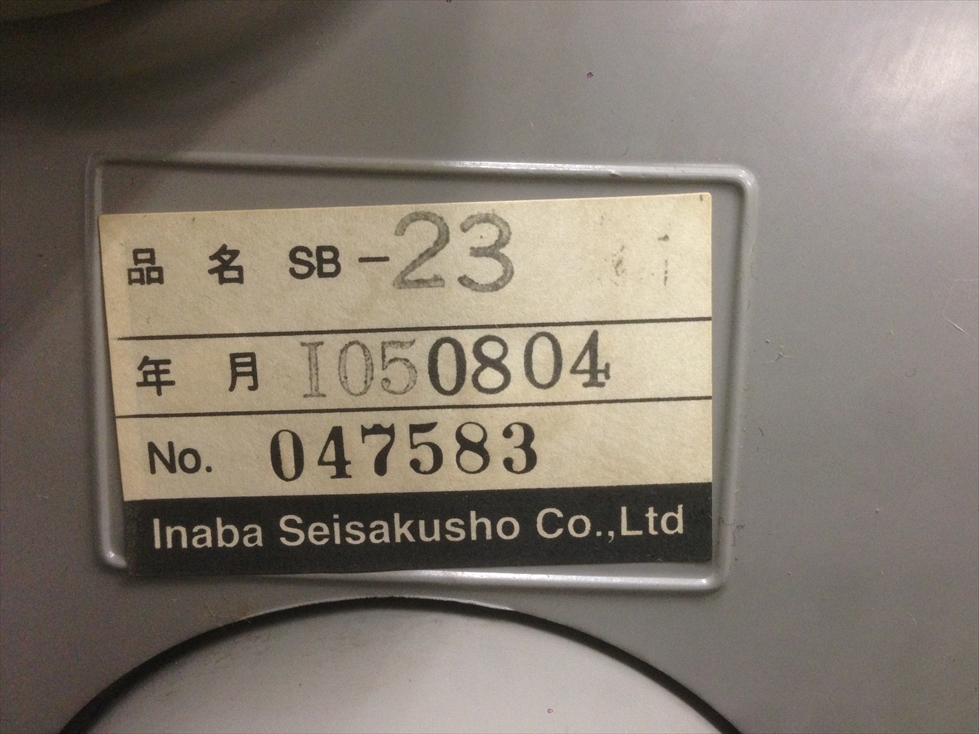 品名 SB-23
年月 I050804
No. 047583
Inaba Seisakusho Co.,Ltd